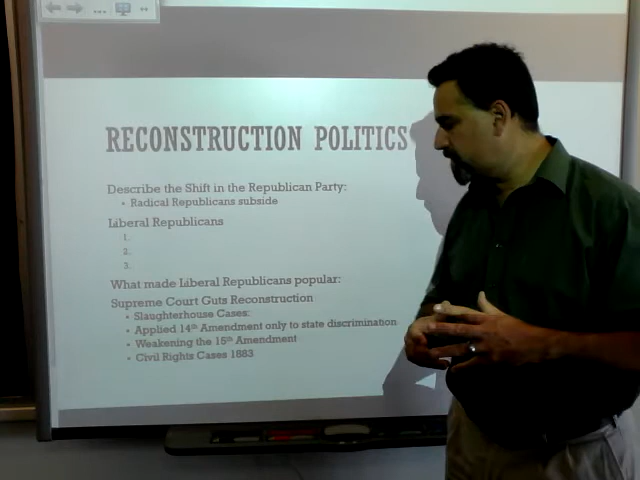 RECONSTRUCTION POLITICS
Describe the Shift in the Republican Party:
• Radical Republicans subside
Liberal Republicans
1.
2.
3.
What made Liberal Republicans popular:
Supreme Court Guts Reconstruction
• Slaughterhouse Cases:
• Applied 14th Amendment only to state discrimination
• Weakening the 15th Amendment
• Civil Rights Cases 1883